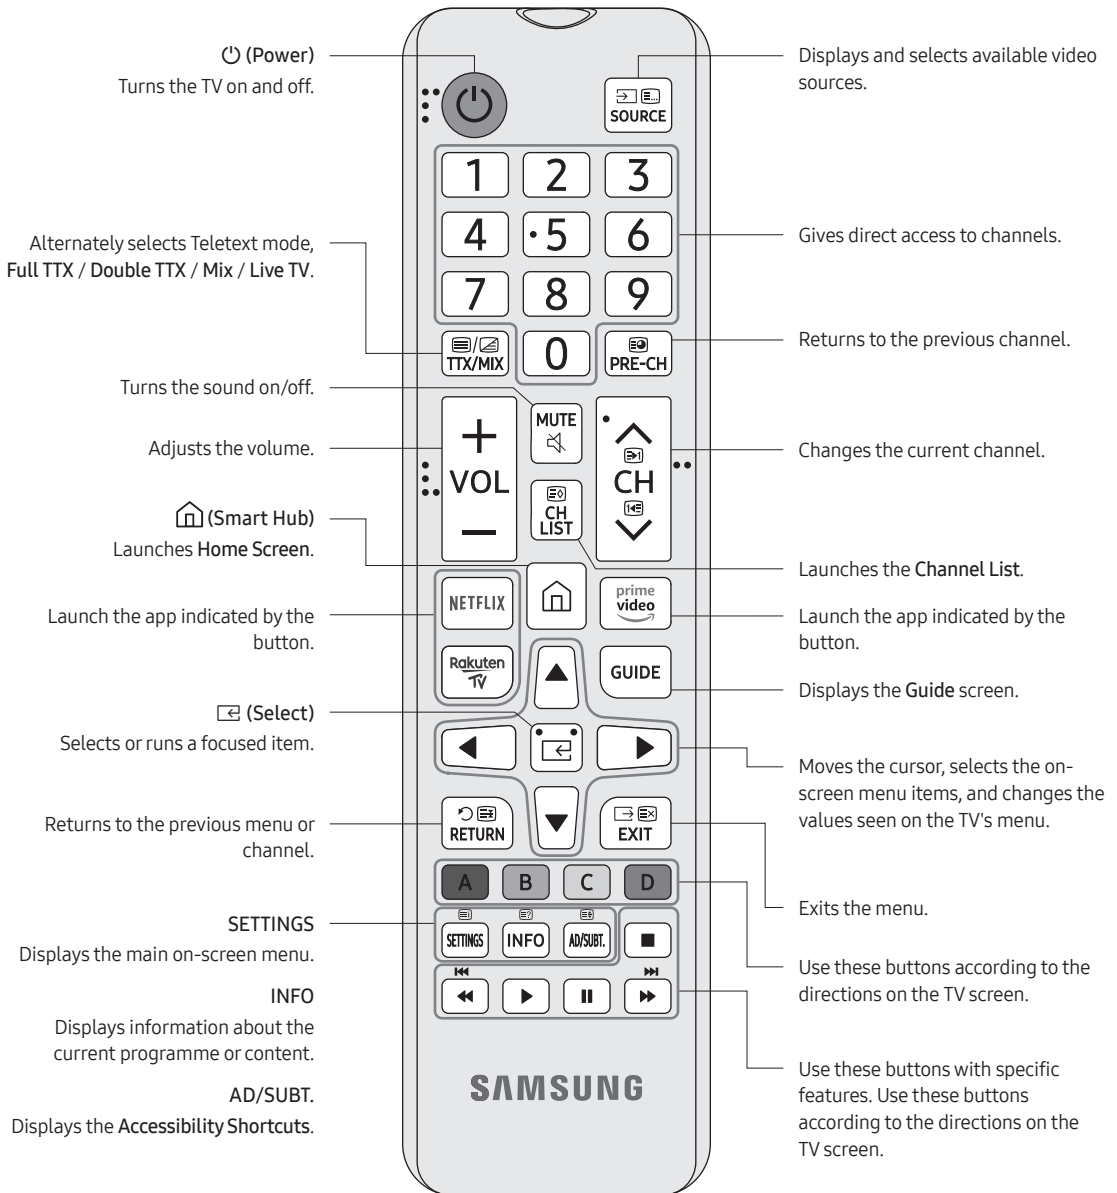 (Power)
Turns the TV on and off.
Alternately selects Teletext mode,
Full TTX / Double TTX / Mix / Live TV.
Turns the sound on/off.
Adjusts the volume.
(Smart Hub)
Launches Home Screen.
Launch the app indicated by the
button.
(Select)
Selects or runs a focused item.
Returns to the previous menu or
channel.
SETTINGS
Displays the main on-screen menu.
INFO
Displays information about the
current programme or content.
AD/SUBT.
Displays the Accessibility Shortcuts.
SOURCE
1 2 3
4 5 6
7 8 9
TTX/MIX 0 PRE-CH
MUTE
VOL
CH
CH
LIST
NETFLIX
prime
video
Rakuten
TV
GUIDE
RETURN
EXIT
A B C D
SETTINGS INFO AD/SUBT.
SAMSUNG
Displays and selects available video
sources.
Gives direct access to channels.
Returns to the previous channel.
Changes the current channel.
Launches the Channel List.
Launch the app indicated by the
button.
Displays the Guide screen.
Moves the cursor, selects the on-
screen menu items, and changes the
values seen on the TV's menu.
Exits the menu.
Use these buttons according to the
directions on the TV screen.
Use these buttons with specific
features. Use these buttons
according to the directions on the
TV screen.